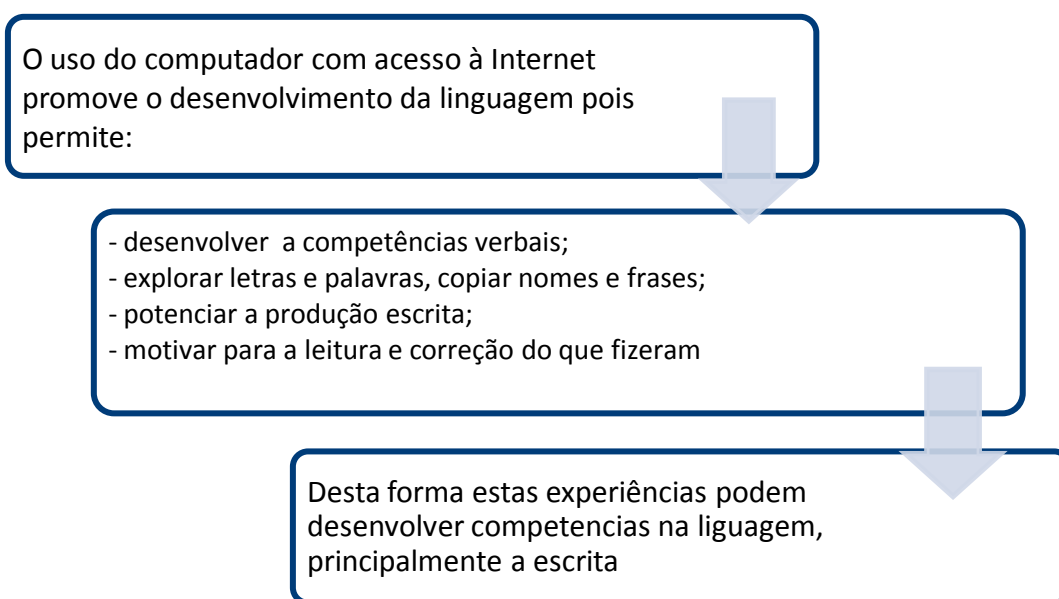 O uso do computador com acesso à Internet
promove o desenvolvimento da linguagem pois
permite:
- desenvolver  a competências verbais;
- explorar letras e palavras, copiar nomes e frases;
- potenciar a produção escrita;
- motivar para a leitura e correção do que fizeram
Desta forma estas experiências podem
desenvolver competencias na liguagem,
principalmente a escrita